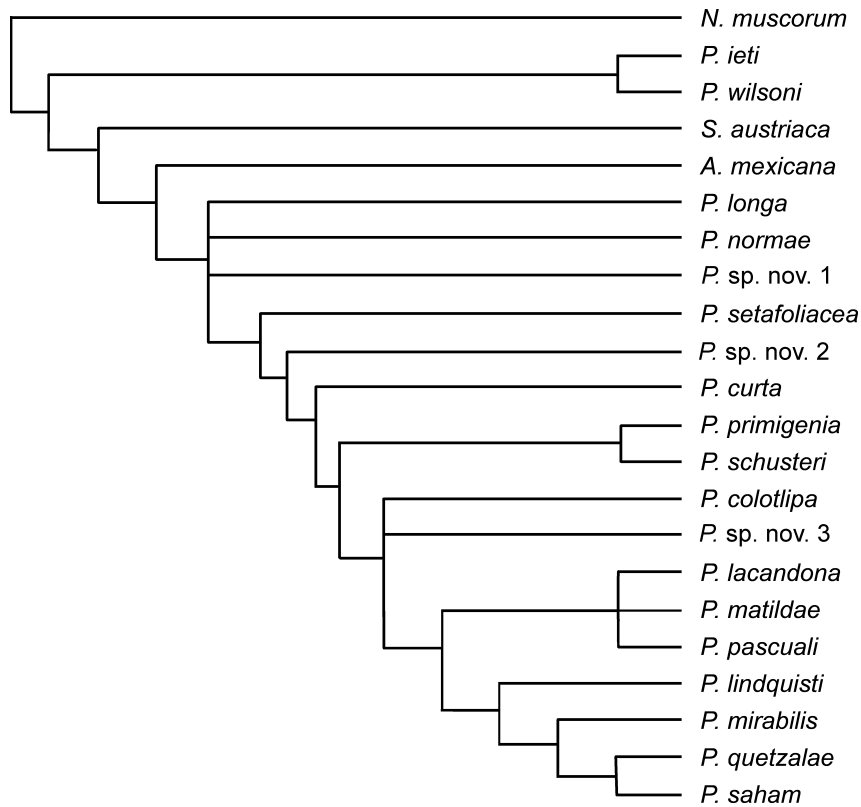 N. muscorum
P. ieti
P. wilsoni
S. austriaca
A. mexicana
P. longa
P. normae
P. sp. nov. 1
P. setafoliacea
P. sp. nov. 2
P. curta
P. primigenia
P. schusteri
P. colotlipa
P. sp. nov. 3
P. lacandona
P. matildae
P. pascuali
P. lindquisti
P. mirabilis
P. quetzalae
P. saham